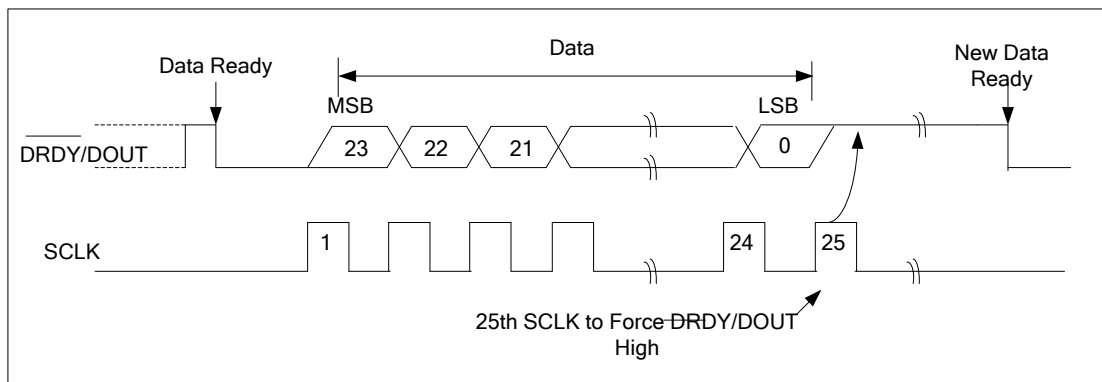 Data
Data Ready
New Data
Ready
MSB
LSB
DRDY/DOUT
23
22
21
0
SCLK
1
24
25
25th SCLK to Force DRDY/DOUT
High